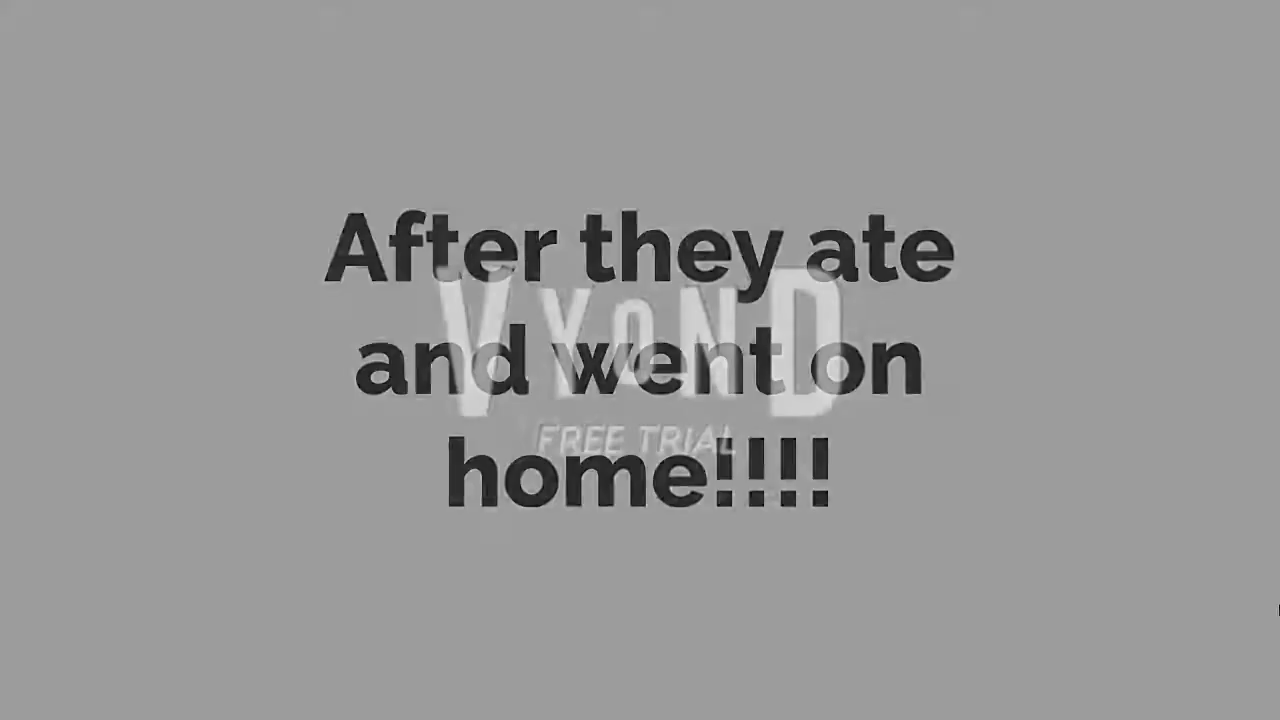 After they ate
and went on
home!!!!
VYOND
FREE TRIAL